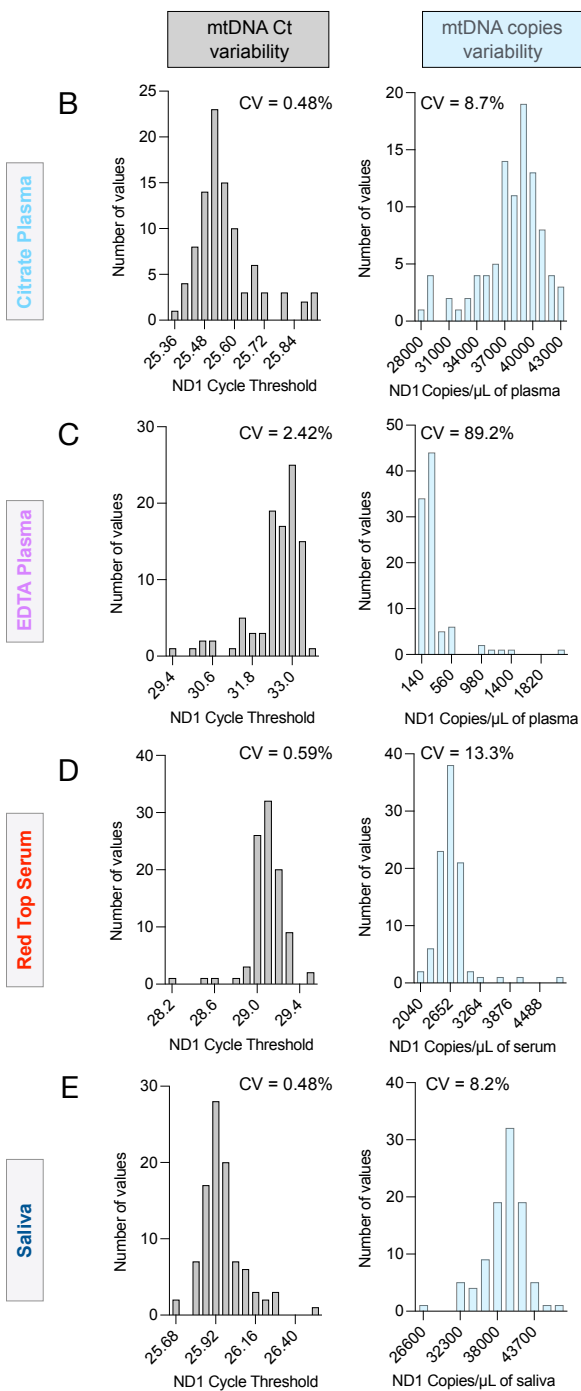 mtDNA Ct
variability
mtDNA copies
variability
B
Citrate Plasma
CV = 0.48%
Number of values
25
20
15
10
5
0
25.36
25.48
25.60
25.72
25.84
ND1 Cycle Threshold
CV = 8.7%
Number of values
20
15
10
5
0
28000
31000
34000
37000
40000
43000
ND1 Copies/µL of plasma
C
EDTA Plasma
CV = 2.42%
Number of values
30
20
10
0
29.4
30.6
31.8
33.0
ND1 Cycle Threshold
CV = 89.2%
Number of values
50
40
30
20
10
0
140
560
980
1400
1820
ND1 Copies/µL of plasma
D
Red Top Serum
CV = 0.59%
Number of values
40
30
20
10
0
28.2
28.6
29.0
29.4
ND1 Cycle Threshold
CV = 13.3%
Number of values
40
30
20
10
0
2040
2652
3264
3876
4488
ND1 Copies/µL of serum
E
Saliva
CV = 0.48%
Number of values
30
20
10
0
25.68
25.92
26.16
26.40
ND1 Cycle Threshold
CV = 8.2%
Number of values
40
30
20
10
0
26600
32300
38000
43700
ND1 Copies/µL of saliva